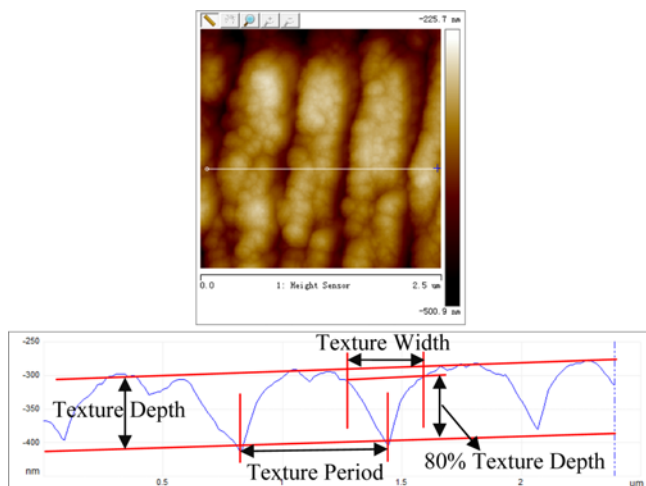 -225.7 nm
0.0 1: Height Sensor 2.5 um
-500.9 nm
-250
Texture Width
-300
-350
Texture Depth
-400
80% Texture Depth
nm
Texture Period
0.5 1 1.5 2 um